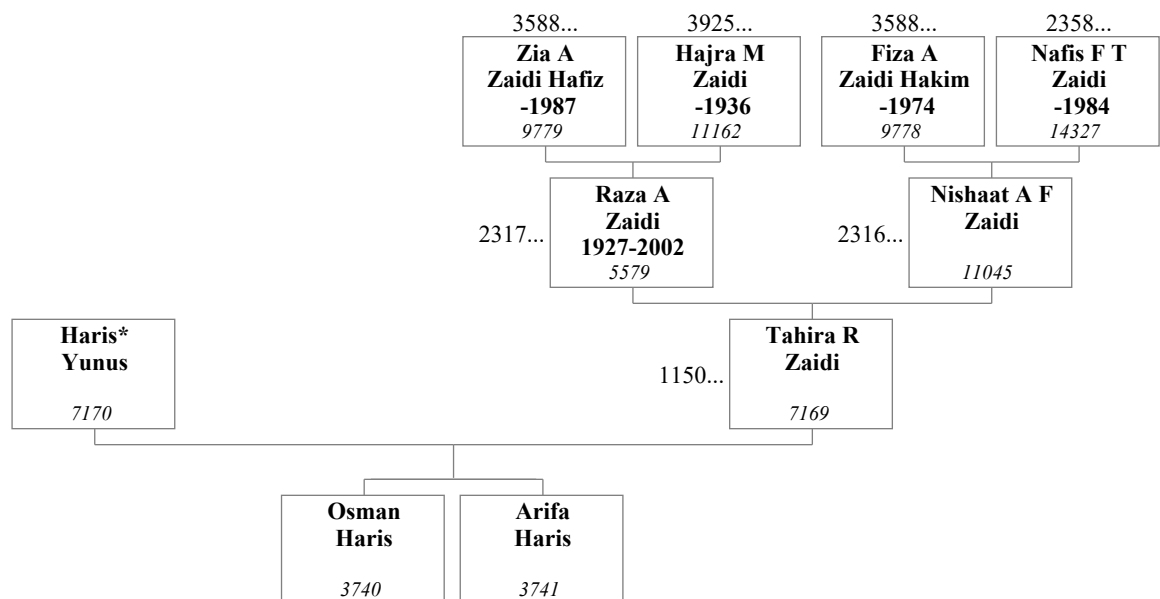 3588...
3925...
3588...
2358...
Zia A
Zaidi Hafiz
-1987
9779
Hajra M
Zaidi
-1936
11162
Fiza A
Zaidi Hakim
-1974
9778
Nafis F T
Zaidi
-1984
14327
2317...
Raza A
Zaidi
1927-2002
5579
2316...
Nishaat A F
Zaidi
11045
Haris*
Yunus
7170
1150...
Tahira R
Zaidi
7169
Osman
Haris
3740
Arifa
Haris
3741